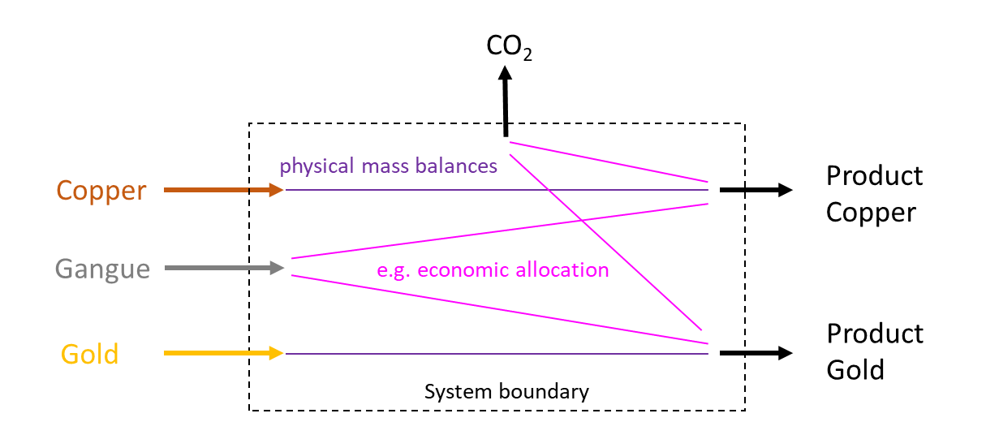 CO₂
physical mass balances
Copper
Product
Copper
Gangue
e.g. economic allocation
Gold
Product
Gold
System boundary